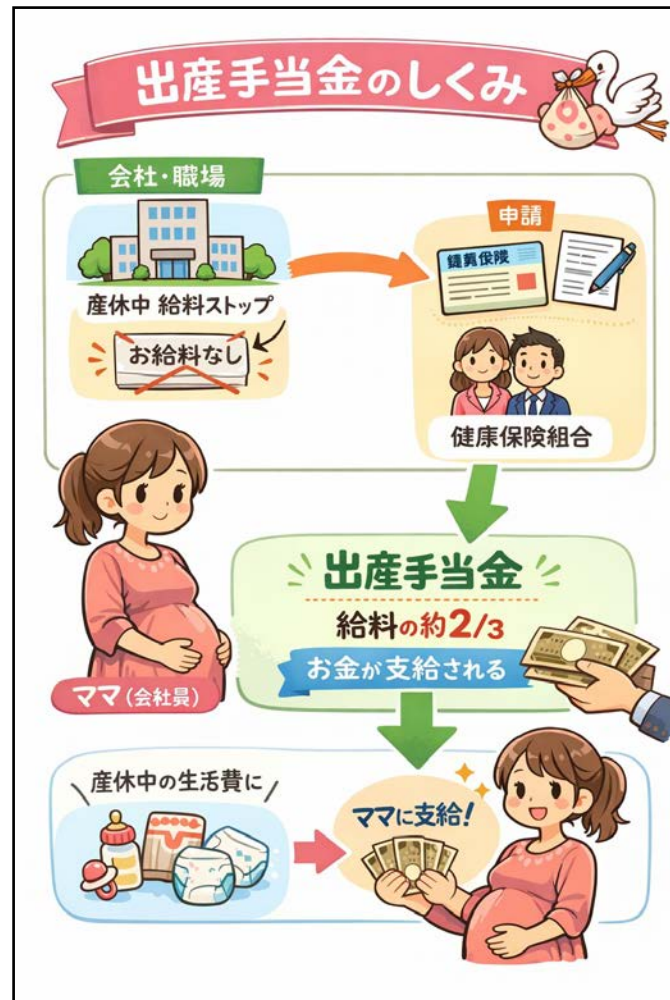 出産手当金のしくみ
会社・職場
産休中 給料ストップ
お給料なし
申請
健康保険組合
出産手当金
給料の約2/3
お金が支給される
ママ(会社員)
産休中の生活費に
ママに支給!